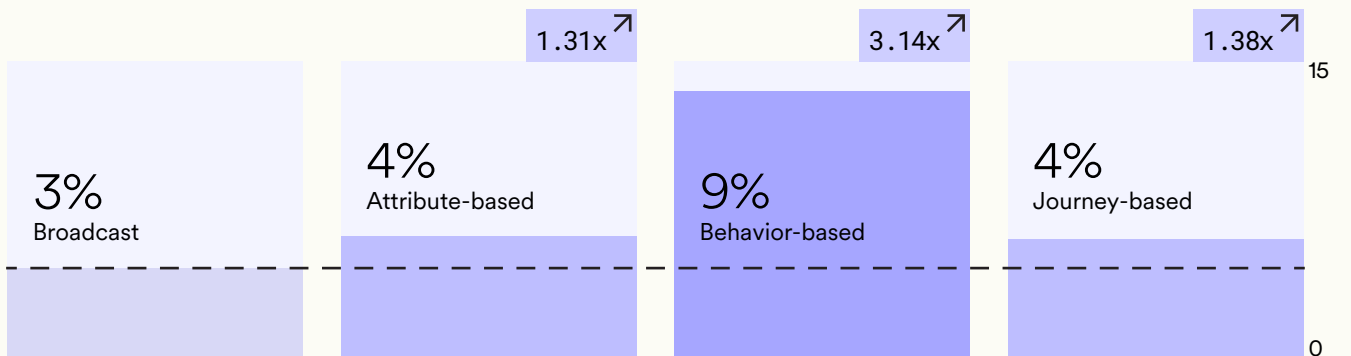 3%
Broadcast
1.31x
4%
Attribute-based
3.14x
9%
Behavior-based
1.38x
4%
Journey-based
15
0